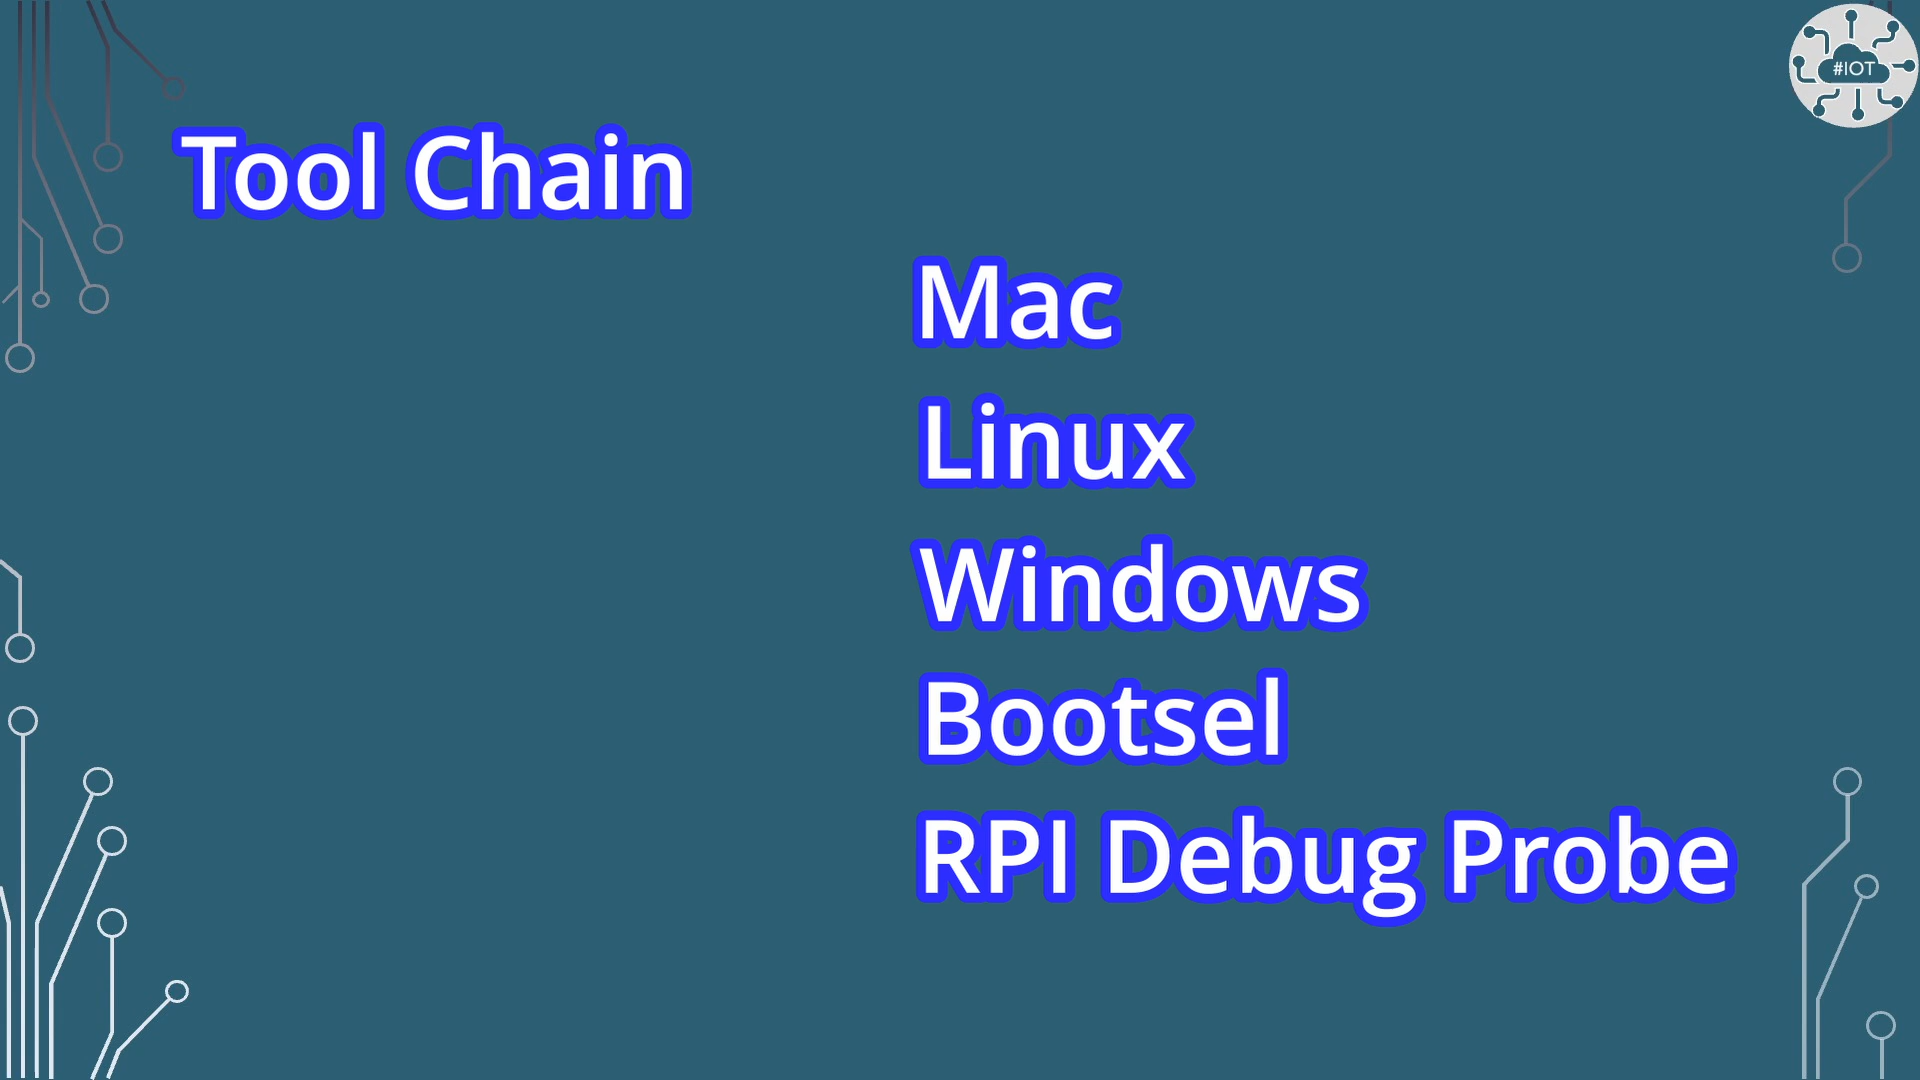 #IOT
Tool Chain
Mac
Linux
Windows
Bootsel
RPI Debug Probe